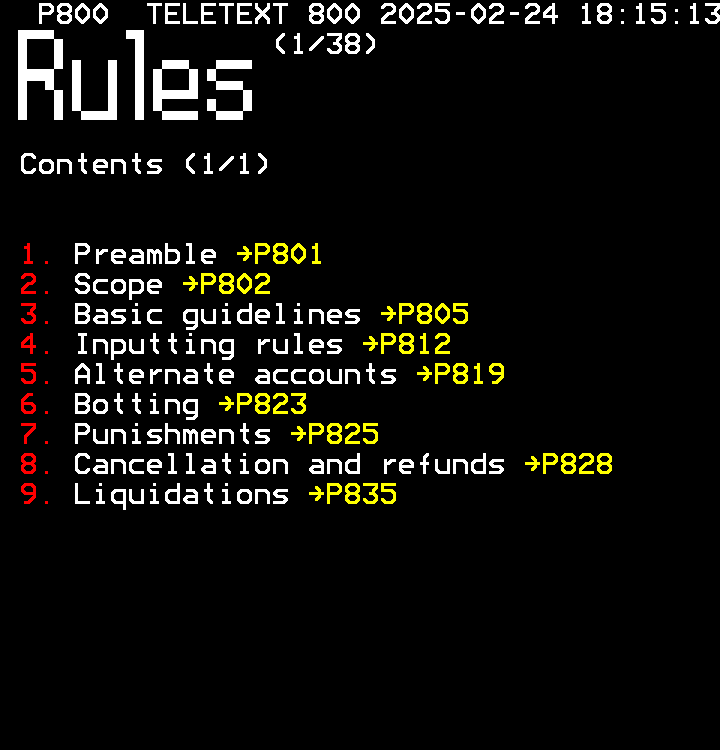 P800  TELETEXT 800 2025-02-24 18:15:13
(1/38)
Rules
Contents (1/1)
1. Preamble →P801
2. Scope →P802
3. Basic guidelines →P805
4. Inputting rules →P812
5. Alternate accounts →P819
6. Botting →P823
7. Punishments →P825
8. Cancellation and refunds →P828
9. Liquidations →P835